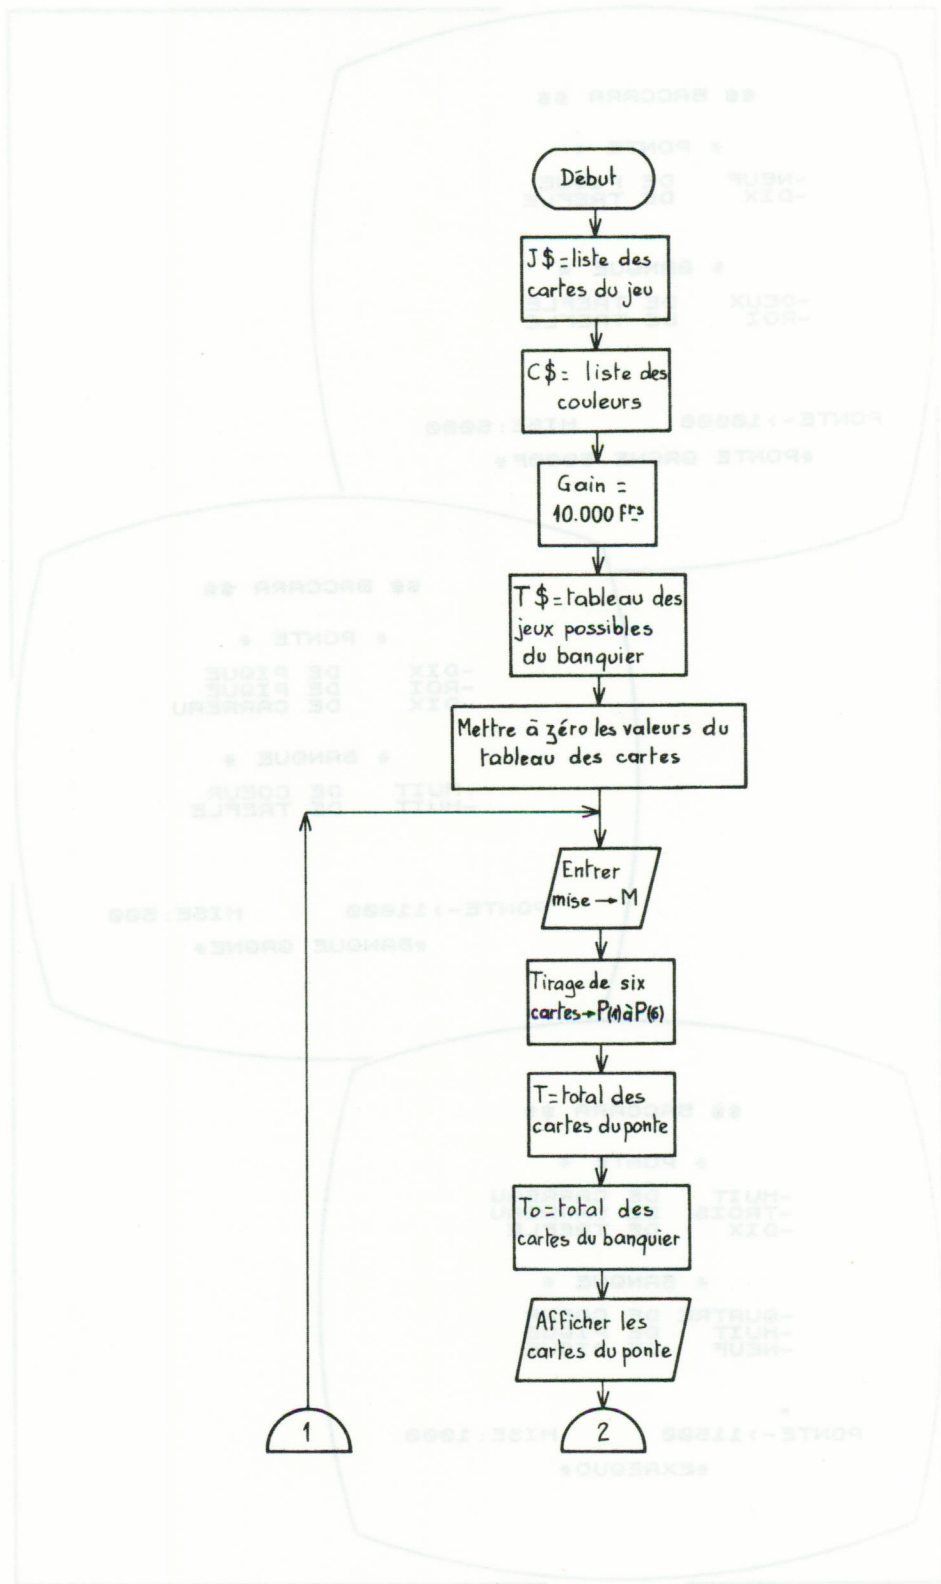 Début
J$=liste des
cartes du jeu
C$= liste des
couleurs
Gain =
10.000 Frs
T$=tableau des
jeux possibles
du banquier
Mettre à zéro les valeurs du
tableau des cartes
Entrer
mise → M
Tirage de six
cartes→P(1)àP(6)
T=total des
cartes du ponte
To=total des
cartes du banquier
Afficher les
cartes du ponte
1
2